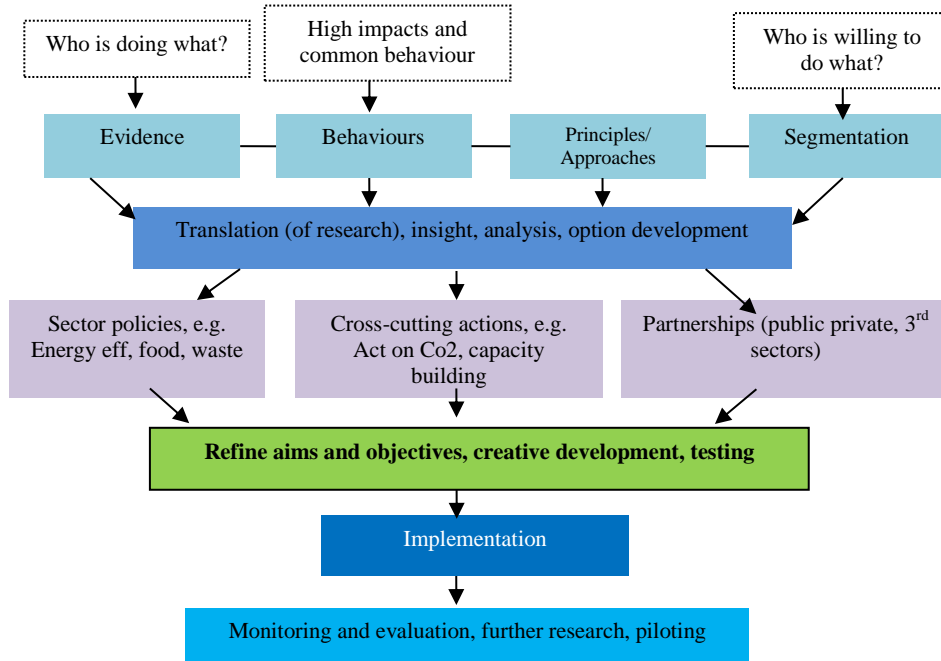 Who is doing what?
High impacts and
common behaviour
Who is willing to
do what?
Evidence
Behaviours
Principles/
Approaches
Segmentation
Translation (of research), insight, analysis, option development
Sector policies, e.g.
Energy eff, food, waste
Cross-cutting actions, e.g.
Act on Co2, capacity
building
Partnerships (public private, 3rd
sectors)
Refine aims and objectives, creative development, testing
Implementation
Monitoring and evaluation, further research, piloting